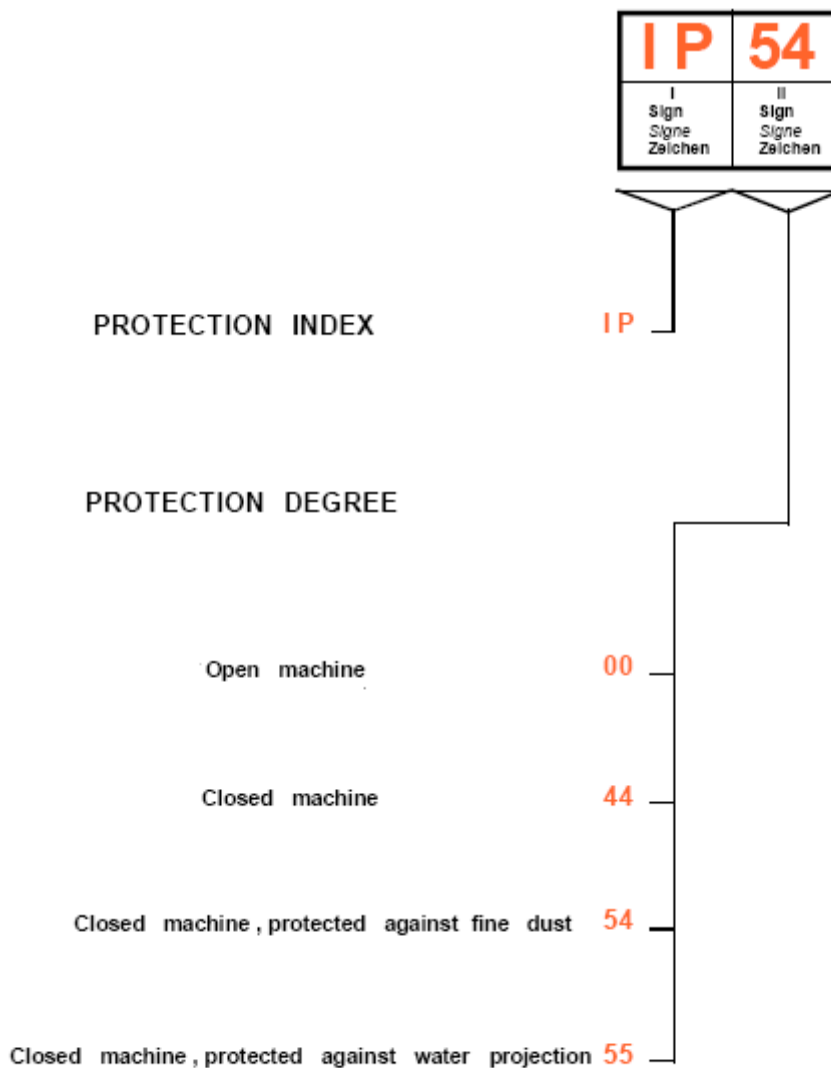 IP 54
I II
Sign Sign
Signe Signe
Zeichen Zeichen
PROTECTION INDEX IP
PROTECTION DEGREE
Open machine 00
Closed machine 44
Closed machine, protected against fine dust 54
Closed machine, protected against water projection 55